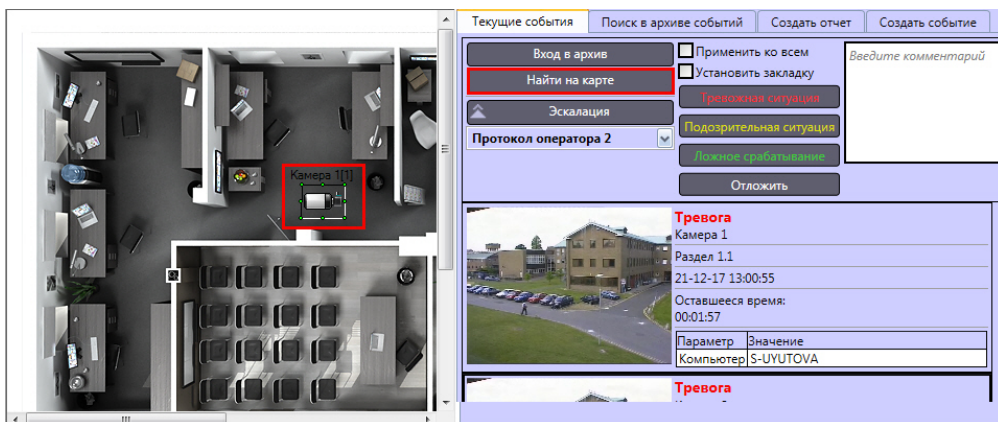 Текущие события
Поиск в архиве событий
Создать отчет
Создать событие
Вход в архив
Найти на карте
Эскалация
Протокол оператора 2
Применить ко всем
Установить закладку
Тревожная ситуация
Подозрительная ситуация
Ложное срабатывание
Отложить
Введите комментарий
Камера 1[1]
Тревога
Камера 1
Раздел 1.1
21-12-17 13:00:55
Оставшееся время:
00:01:57
Параметр Значение
Компьютер S-UYUTOVA
Тревога